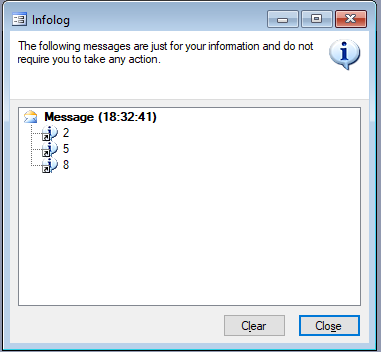 Infolog
The following messages are just for your information and do not
require you to take any action.
Message (18:32:41)
2
5
8
Clear
Close